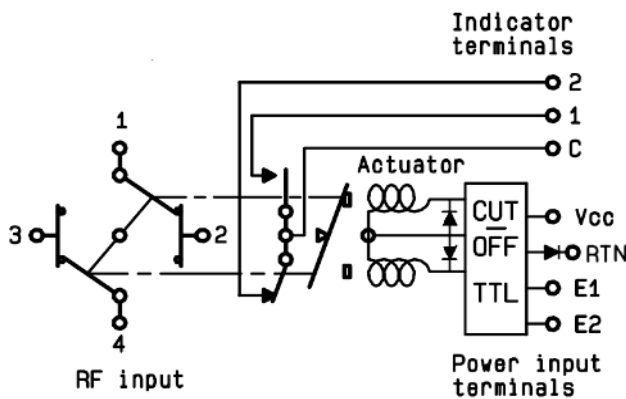 Indicator
terminals
2
1
C
1
Actuator
3
2
4
CUT
OFF
TTL
Vcc
RTN
E1
E2
RF input
Power input
terminals